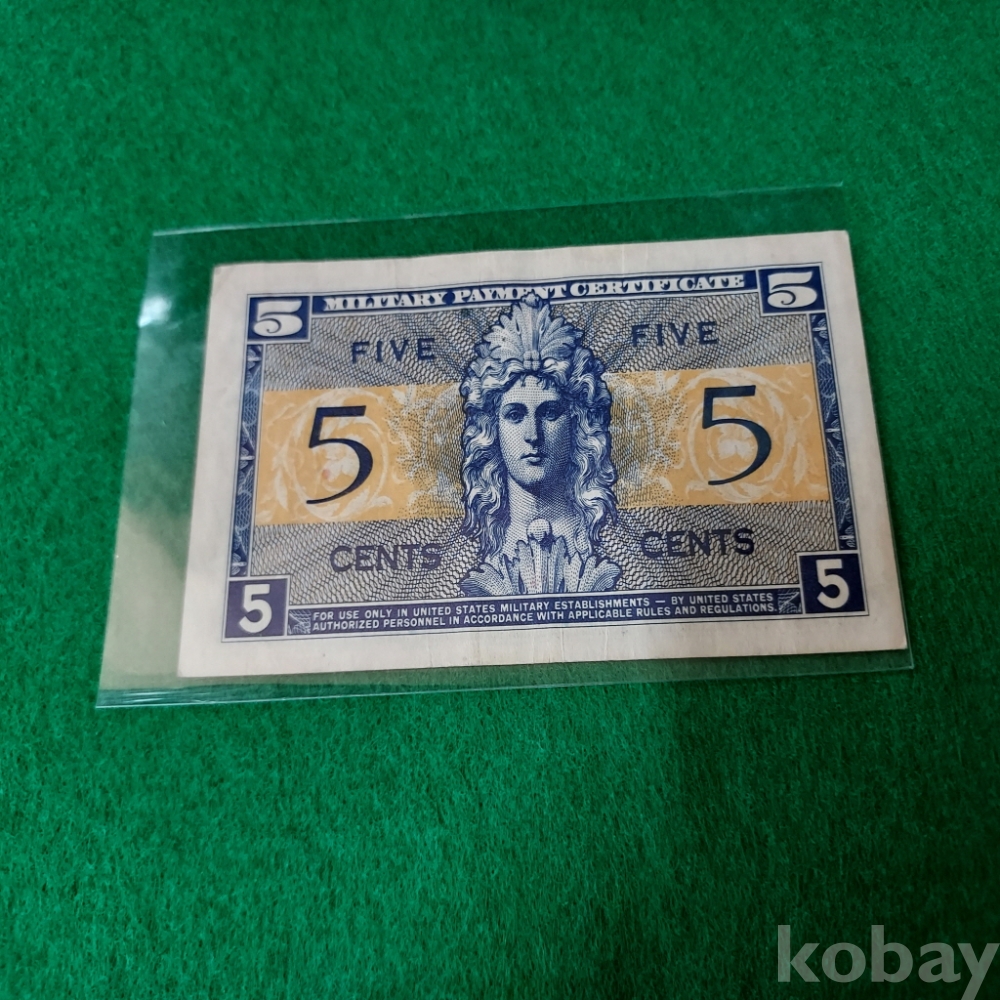 5 MILITARY PAYMENT CERTIFICATE 5
FIVE FIVE
5 5
CENTS CENTS
5 FOR USE ONLY IN UNITED STATES MILITARY ESTABLISHMENTS — BY UNITED STATES 5
AUTHORIZED PERSONNEL IN ACCORDANCE WITH APPLICABLE RULES AND REGULATIONS.
kobay